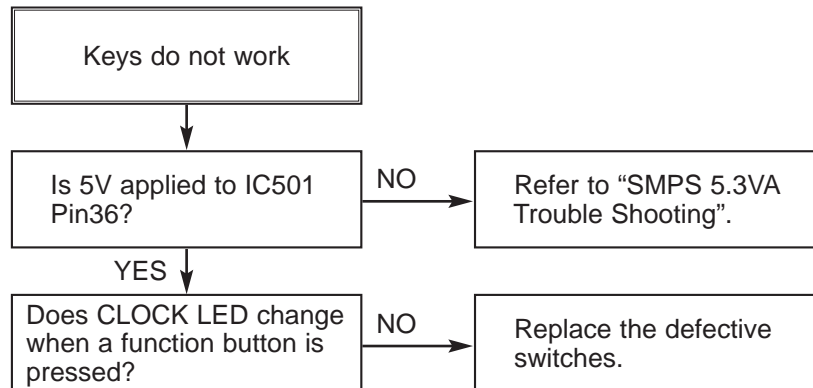 Keys do not work
Is 5V applied to IC501
Pin36?
NO
Refer to “SMPS 5.3VA
Trouble Shooting”.
YES
Does CLOCK LED change
when a function button is
pressed?
NO
Replace the defective
switches.